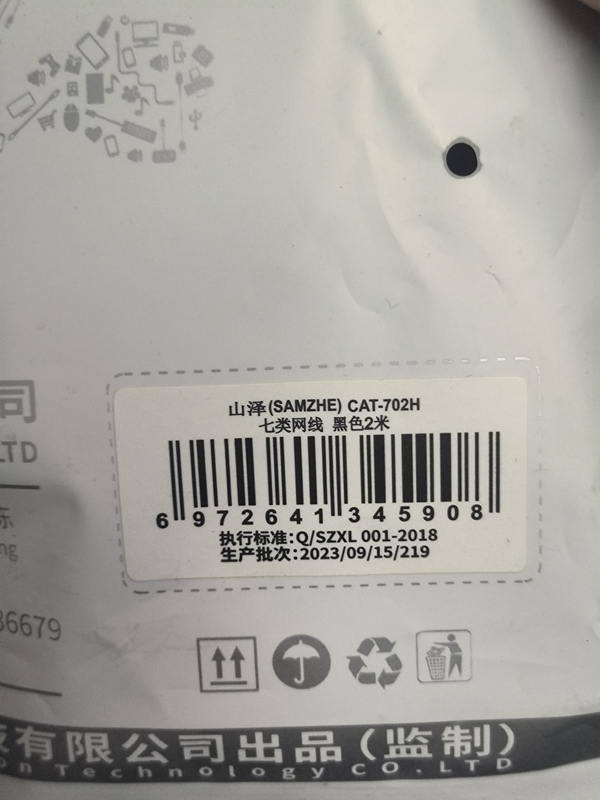 司
LTD
山泽(SAMZHE) CAT-702H
七类网线 黑色2米
6 972641 345908
执行标准:Q/SZXL 001-2018
生产批次:2023/09/15/219
ng
36679
有限公司出品(监制)
on Technology CO.LTD